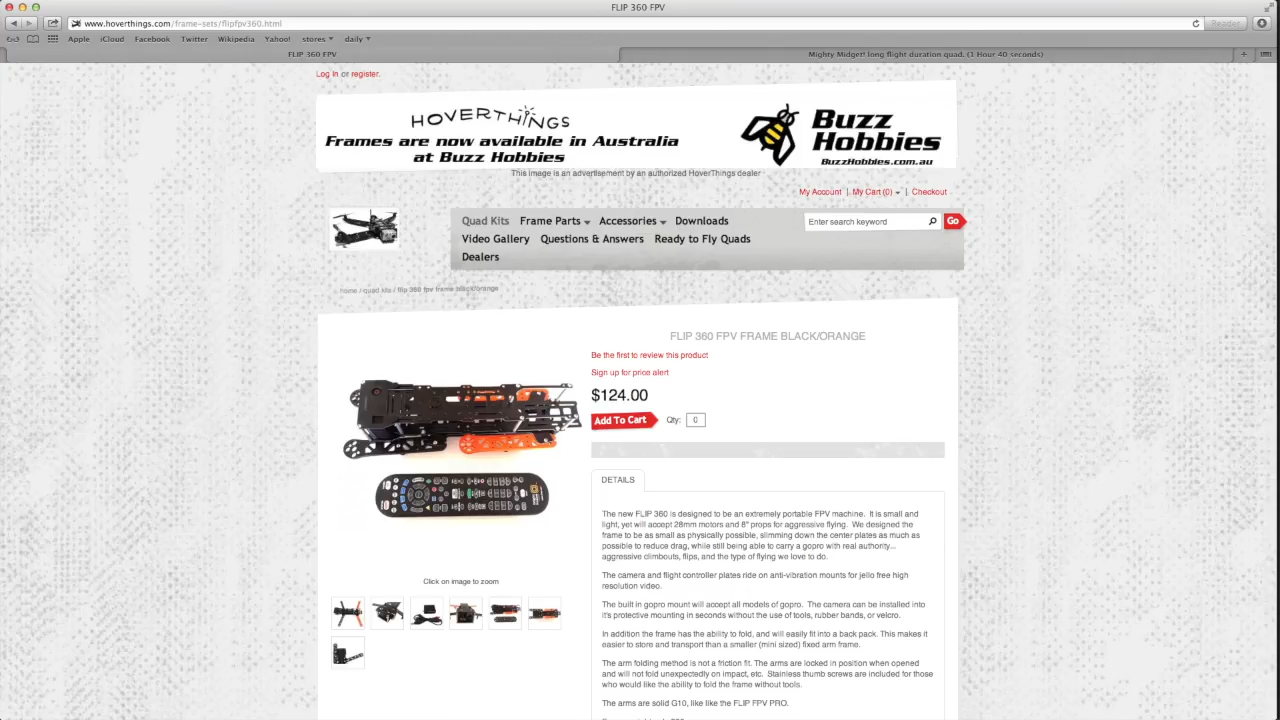 FLIP 360 FPV
www.hoverthings.com/frame-sets/flipfpv360.html
Reader
Apple iCloud Facebook Twitter Wikipedia Yahoo! stores daily
FLIP 360 FPV
Mighty Midget! long flight duration quad. (1 Hour 40 seconds)
Log In or register.
HOVERTHINGS
Frames are now available in Australia
at Buzz Hobbies
Buzz
Hobbies
BuzzHobbies.com.au
This image is an advertisement by an authorized HoverThings dealer
My Account | My Cart (0) | Checkout
Quad Kits Frame Parts Accessories Downloads
Enter search keyword
Go
Video Gallery Questions & Answers Ready to Fly Quads
Dealers
home / quad kits / flip 360 fpv frame black/orange
FLIP 360 FPV FRAME BLACK/ORANGE
Be the first to review this product
Sign up for price alert
$124.00
Add To Cart Qty: 0
DETAILS
The new FLIP 360 is designed to be an extremely portable FPV machine. It is small and
light, yet will accept 28mm motors and 8" props for aggressive flying. We designed the
frame to be as small as physically possible, slimming down the center plates as much as
possible to reduce drag, while still being able to carry a gopro with real authority...
aggressive climbouts, flips, and the type of flying we love to do.
Click on image to zoom
The camera and flight controller plates ride on anti-vibration mounts for jello free high
resolution video.
The built in gopro mount will accept all models of gopro. The camera can be installed into
it's protective mounting in seconds without the use of tools, rubber bands, or velcro.
In addition the frame has the ability to fold, and will easily fit into a back pack. This makes it
easier to store and transport than a smaller (mini sized) fixed arm frame.
The arm folding method is not a friction fit. The arms are locked in position when opened
and will not fold unexpectedly on impact, etc. Stainless thumb screws are included for those
who would like the ability to fold the frame without tools.
The arms are solid G10, like like the FLIP FPV PRO.